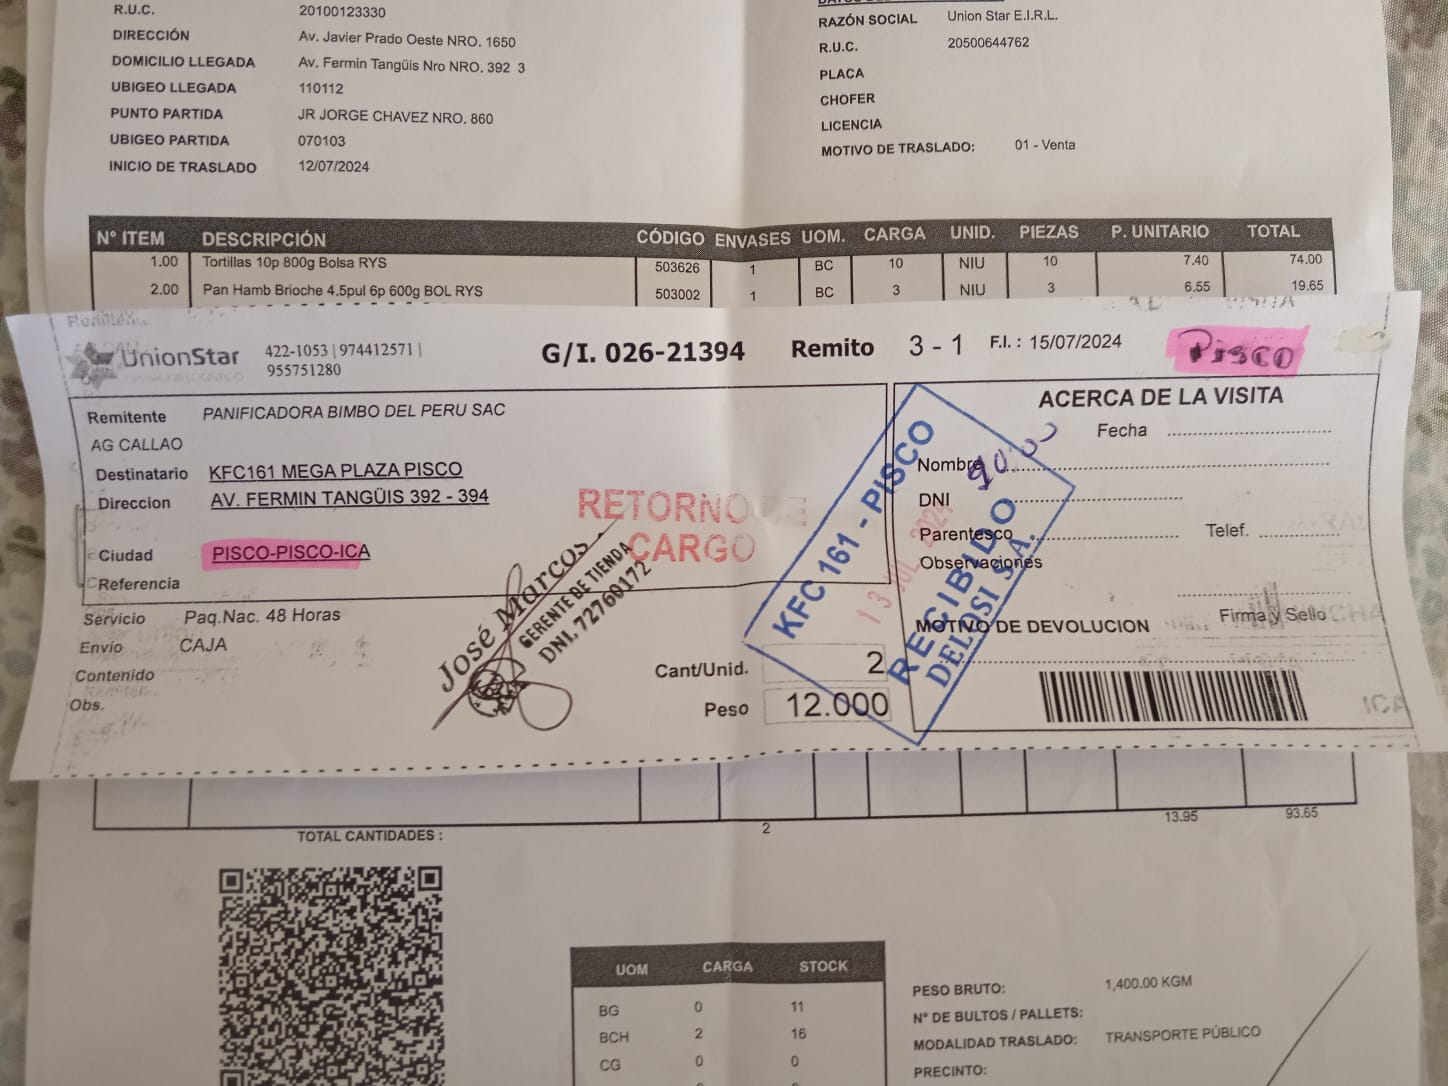 R.U.C. 20100123330
DIRECCIÓN Av. Javier Prado Oeste NRO. 1650
DOMICILIO LLEGADA Av. Fermin Tangüis Nro NRO. 392 3
UBIGEO LLEGADA 110112
PUNTO PARTIDA JR JORGE CHAVEZ NRO. 860
UBIGEO PARTIDA 070103
INICIO DE TRASLADO 12/07/2024
RAZÓN SOCIAL Union Star E.I.R.L.
R.U.C. 20500644762
PLACA
CHOFER
LICENCIA
MOTIVO DE TRASLADO: 01 - Venta
N° ITEM DESCRIPCIÓN CÓDIGO ENVASES UOM. CARGA UNID. PIEZAS P. UNITARIO TOTAL
1.00 Tortillas 10p 800g Bolsa RYS 503626 1 BC 10 NIU 10 7.40 74.00
2.00 Pan Hamb Brioche 4.5pul 6p 600g BOL RYS 503002 1 BC 3 NIU 3 6.55 19.65
UnionStar 422-1053 | 974412571 |
955751280
G/I. 026-21394 Remito 3 - 1 F.I. : 15/07/2024 PISCO
Remitente PANIFICADORA BIMBO DEL PERU SAC
AG CALLAO
Destinatario KFC161 MEGA PLAZA PISCO
Direccion AV. FERMIN TANGÜIS 392 - 394
Ciudad PISCO-PISCO-ICA
Referencia
RETORNO DE
CARGO
Servicio Paq.Nac. 48 Horas
Envío CAJA
Contenido
Obs.
José Marcos
GERENTE DE TIENDA
DNI. 72760172
Cant/Unid. 2
Peso 12.000
ACERCA DE LA VISITA
Fecha
Nombre
DNI
Parentesco Telef.
Observaciones
Firma y Sello
MOTIVO DE DEVOLUCION
KFC 161 - PISCO
13 JUL 2024
RECIBIDO
DELOSI S.A.
ICA
TOTAL CANTIDADES : 2 13.95 93.65
UOM CARGA STOCK
BG 0 11
BCH 2 16
CG 0 0
PESO BRUTO: 1,400.00 KGM
N° DE BULTOS / PALLETS:
MODALIDAD TRASLADO: TRANSPORTE PÚBLICO
PRECINTO: